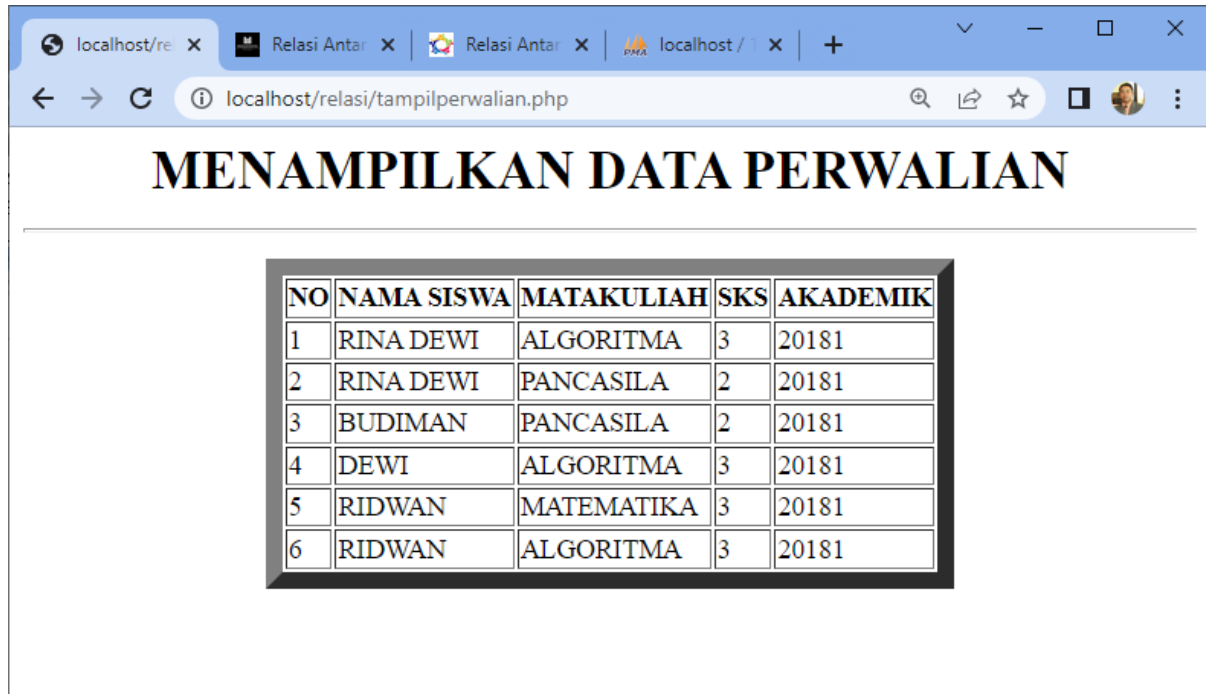 localhost/re
Relasi Antar
Relasi Antar
PMA
localhost / 1
localhost/relasi/tampilperwalian.php
MENAMPILKAN DATA PERWALIAN
NO NAMA SISWA MATAKULIAH SKS AKADEMIK
1 RINA DEWI ALGORITMA 3 20181
2 RINA DEWI PANCASILA 2 20181
3 BUDIMAN PANCASILA 2 20181
4 DEWI ALGORITMA 3 20181
5 RIDWAN MATEMATIKA 3 20181
6 RIDWAN ALGORITMA 3 20181